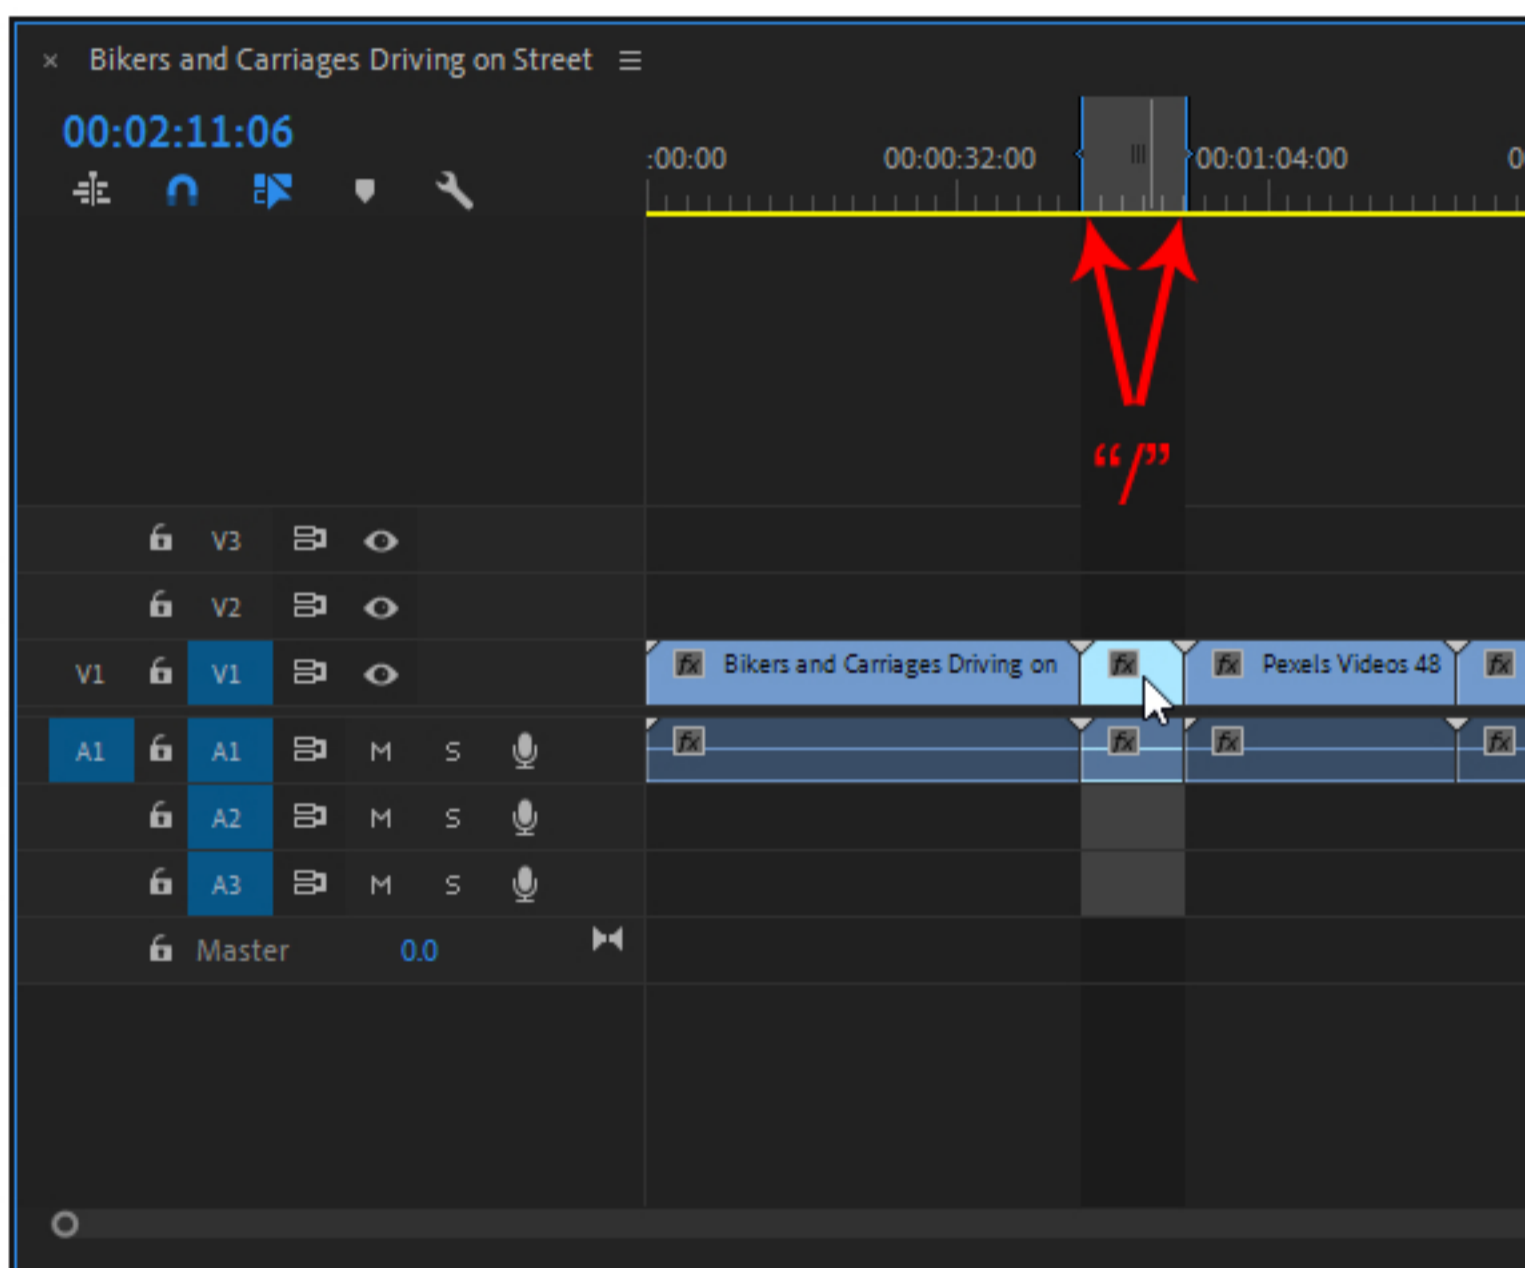 × Bikers and Carriages Driving on Street
00:02:11:06
:00:00 00:00:32:00 00:01:04:00 0
“/”
V3
V2
V1 V1 fx Bikers and Carriages Driving on fx fx Pexels Videos 48 fx
A1 A1 M S fx fx fx fx
A2 M S
A3 M S
Master 0.0